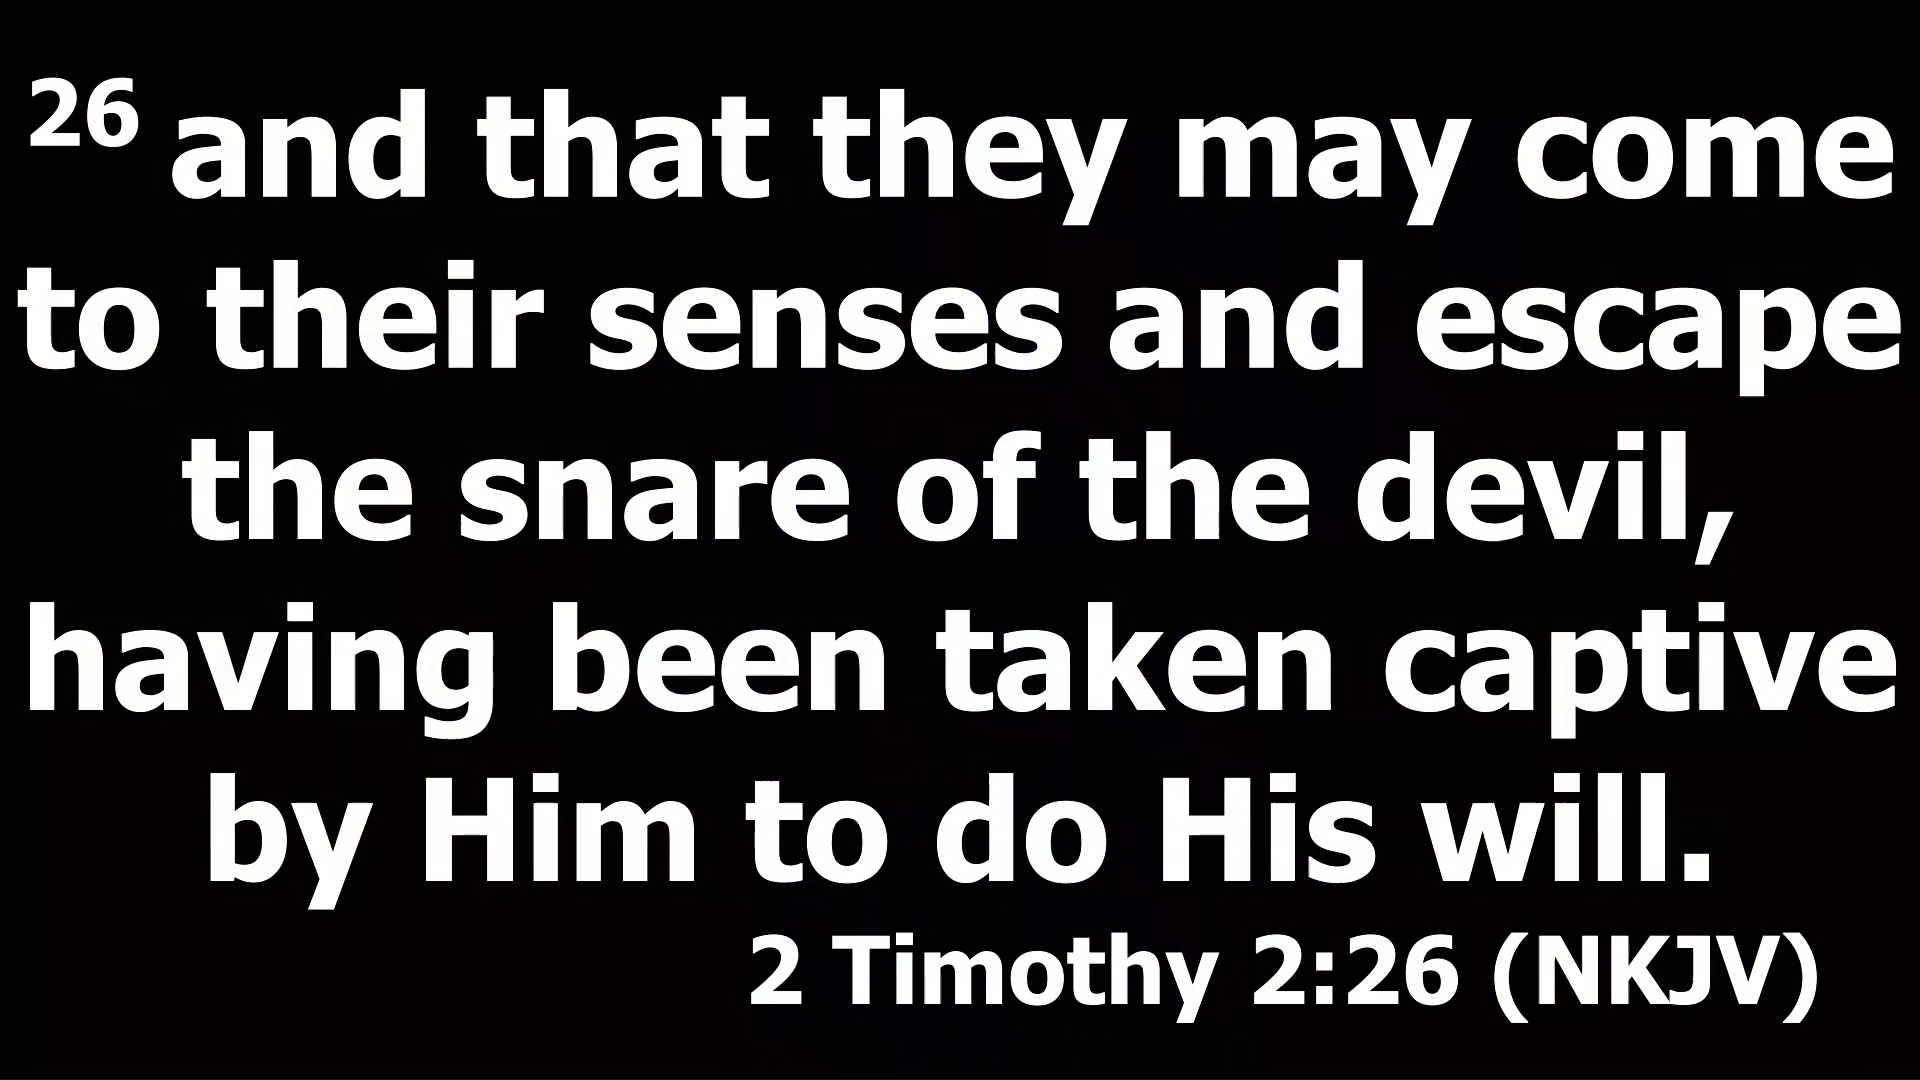 26 and that they may come
to their senses and escape
the snare of the devil,
having been taken captive
by Him to do His will.
2 Timothy 2:26 (NKJV)